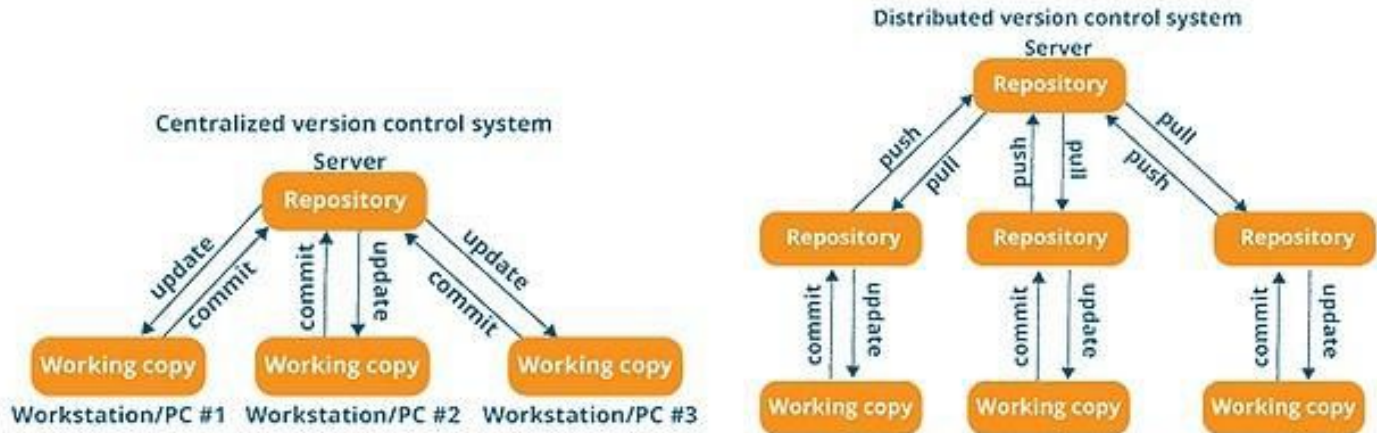 Centralized version control system
Server
Repository
update
commit
commit
update
update
commit
Working copy
Working copy
Working copy
Workstation/PC #1
Workstation/PC #2
Workstation/PC #3
Distributed version control system
Server
Repository
push
pull
push
pull
pull
push
Repository
Repository
Repository
commit
update
commit
update
commit
update
Working copy
Working copy
Working copy